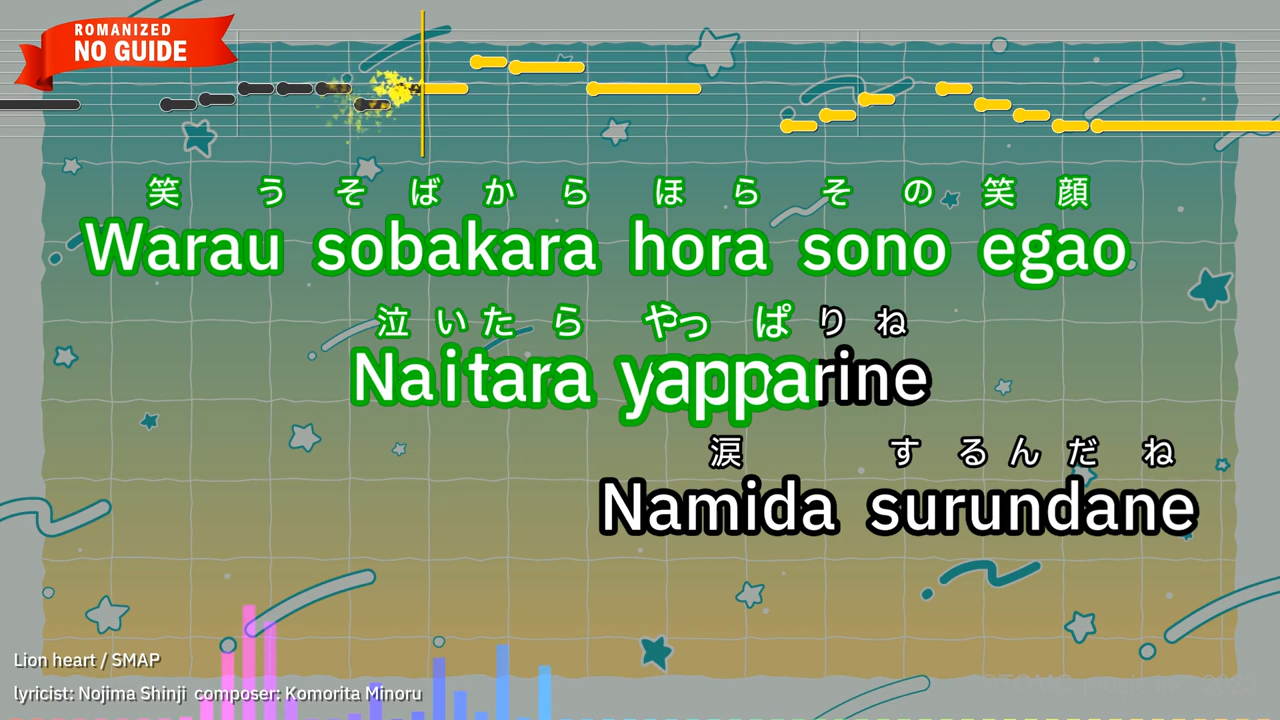 ROMANIZED
NO GUIDE
笑うそばからほらその笑顔
Warau sobakara hora sono egao
泣いたらやっぱりね
Naitara yapparine
涙するんだね
Namida surundane
Lion heart / SMAP
lyricist: Nojima Shinji composer: Komorita Minoru